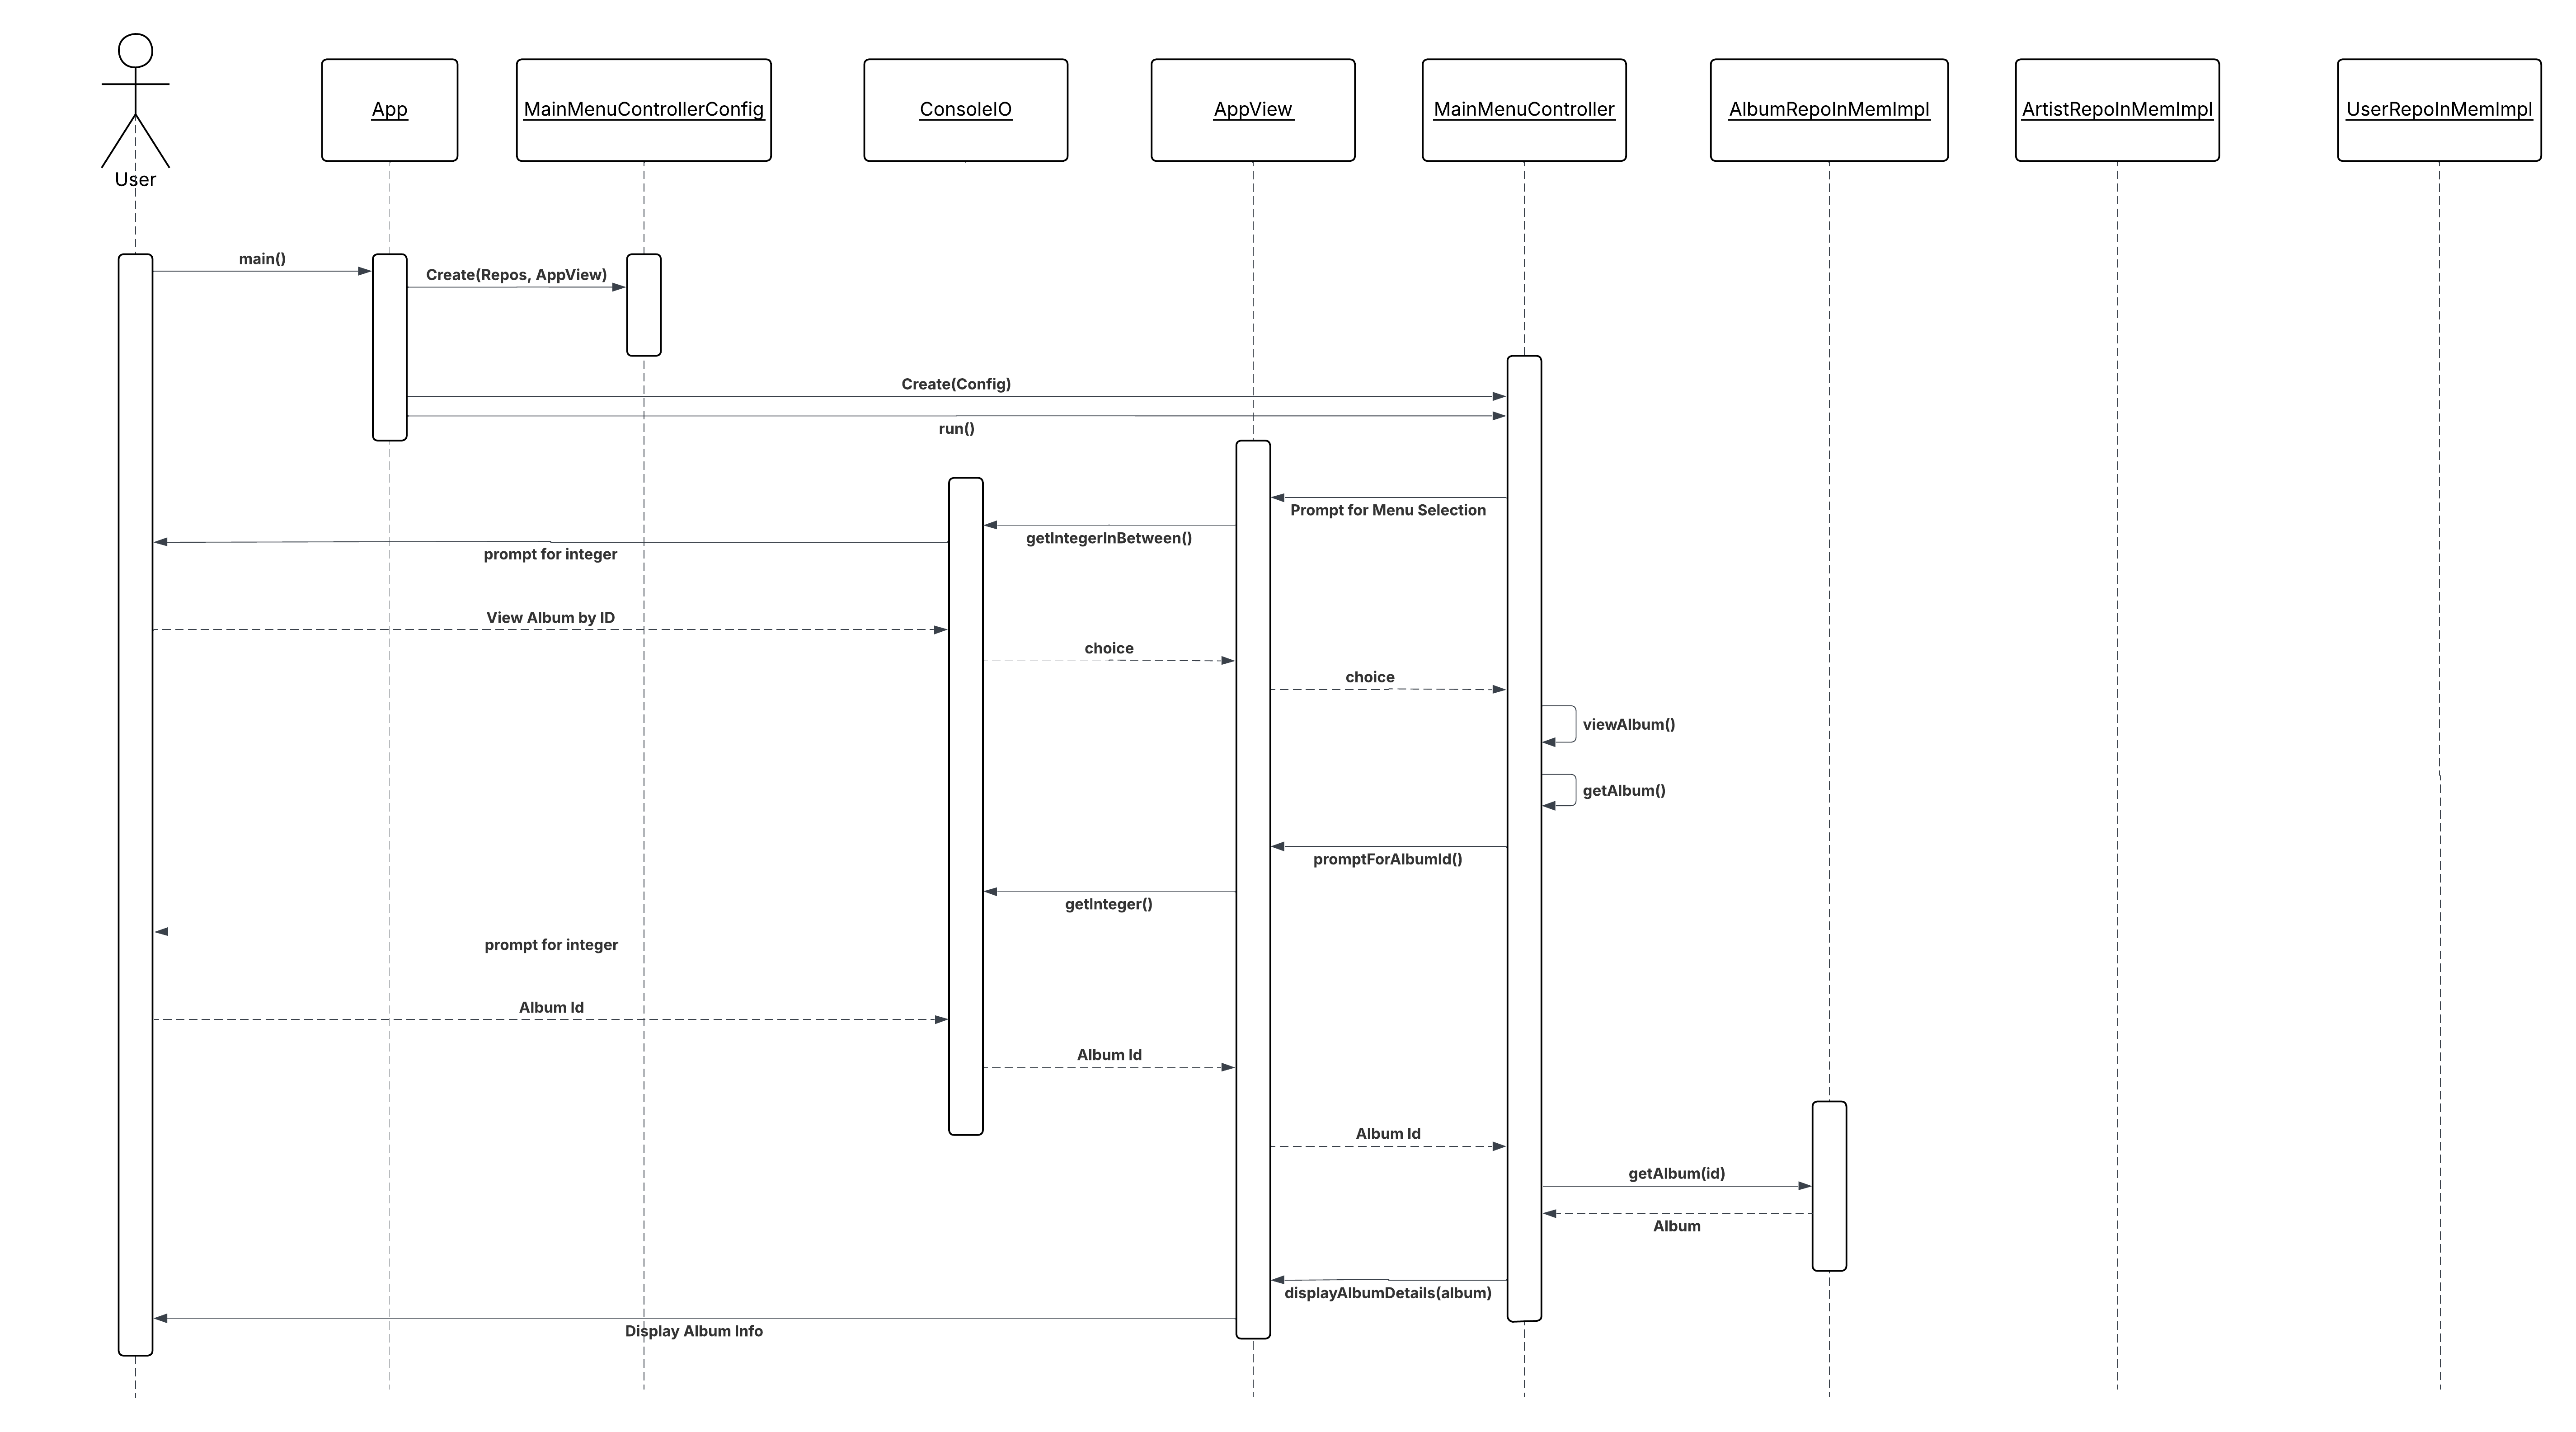 User
App
MainMenuControllerConfig
ConsoleIO
AppView
MainMenuController
AlbumRepoInMemImpl
ArtistRepoInMemImpl
UserRepoInMemImpl
main()
Create(Repos, AppView)
Create(Config)
run()
Prompt for Menu Selection
getIntegerInBetween()
prompt for integer
View Album by ID
choice
choice
viewAlbum()
getAlbum()
promptForAlbumId()
getInteger()
prompt for integer
Album Id
Album Id
Album Id
getAlbum(id)
Album
displayAlbumDetails(album)
Display Album Info